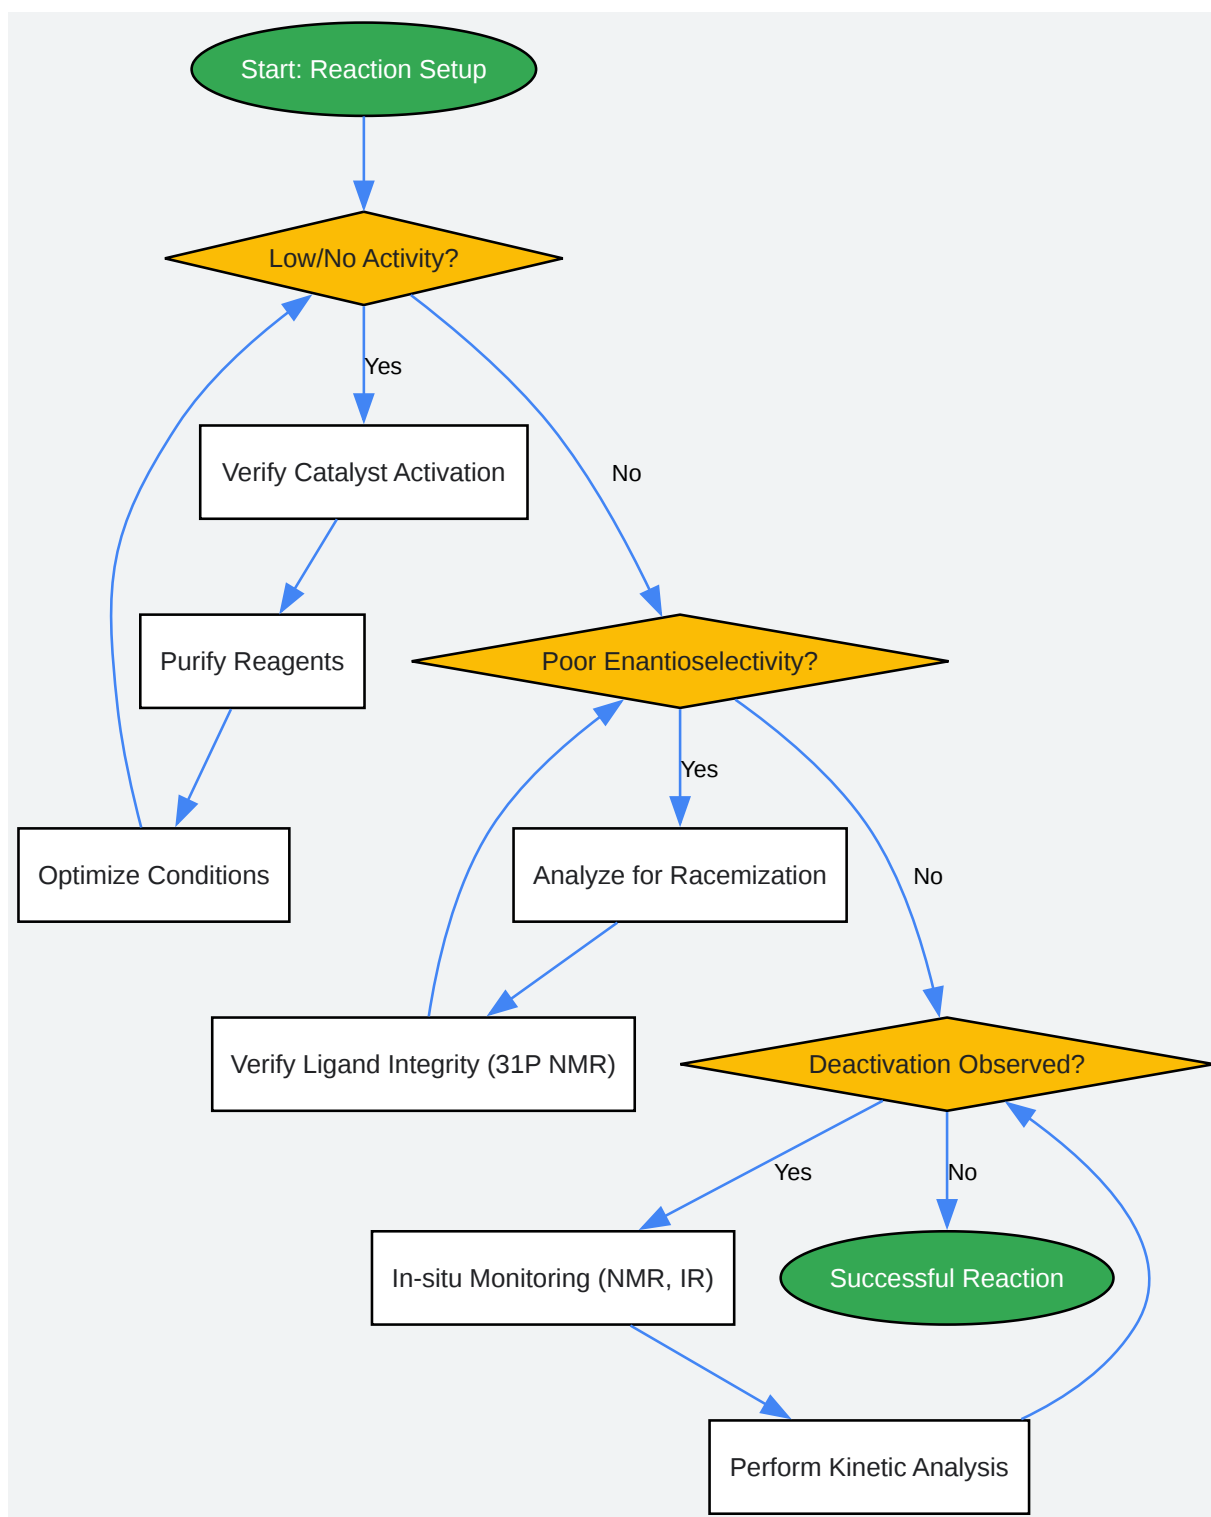 Start: Reaction Setup
Low/No Activity?
Yes
Verify Catalyst Activation
No
Purify Reagents
Poor Enantioselectivity?
Yes
Optimize Conditions
Analyze for Racemization
No
Verify Ligand Integrity (31P NMR)
Deactivation Observed?
Yes
No
In-situ Monitoring (NMR, IR)
Successful Reaction
Perform Kinetic Analysis